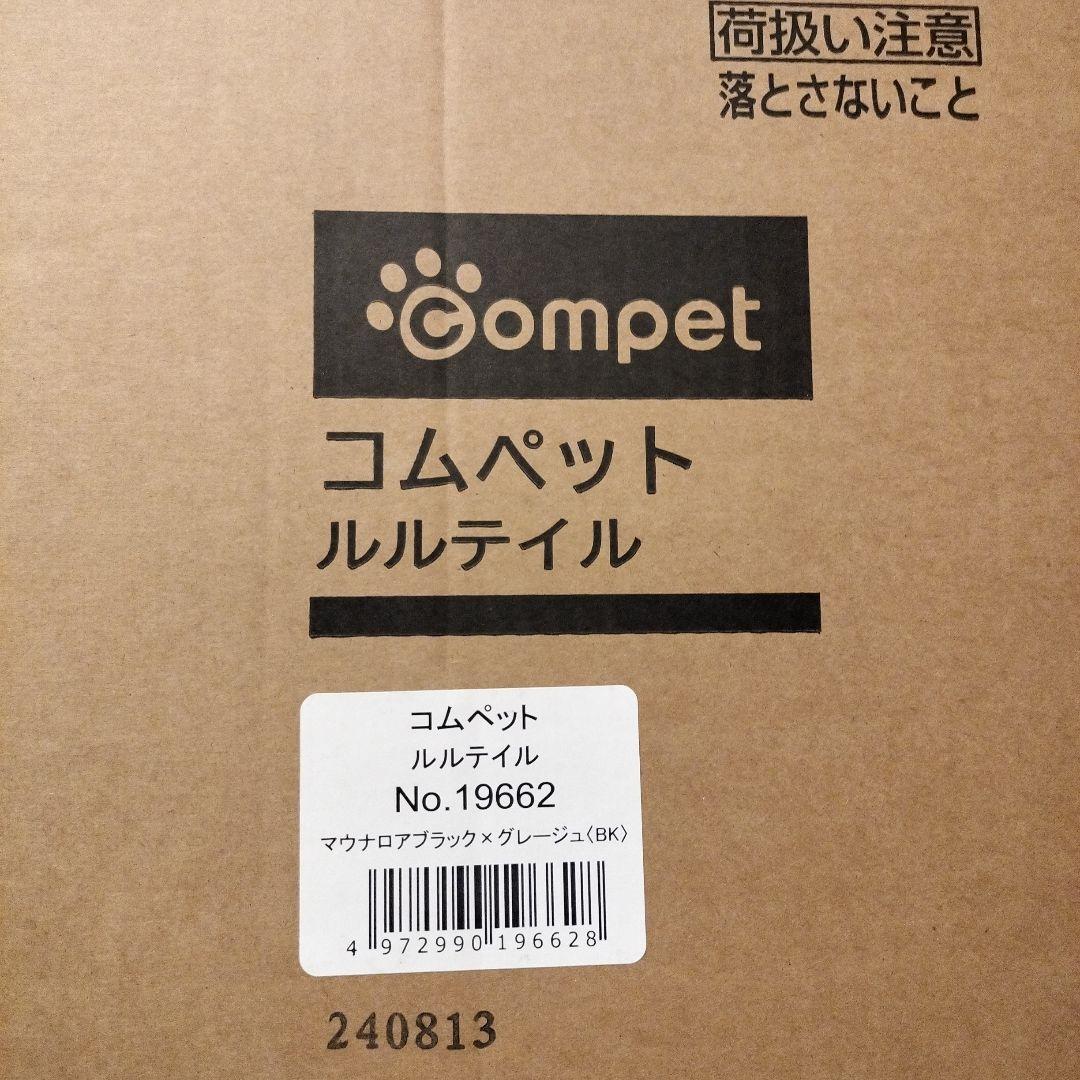 荷扱い注意
落とさないこと
Compet
コムペット
ルルテイル
コムペット
ルルテイル
No.19662
マウナロアブラック×グレージュ〈BK〉
4 972990 196628
240813